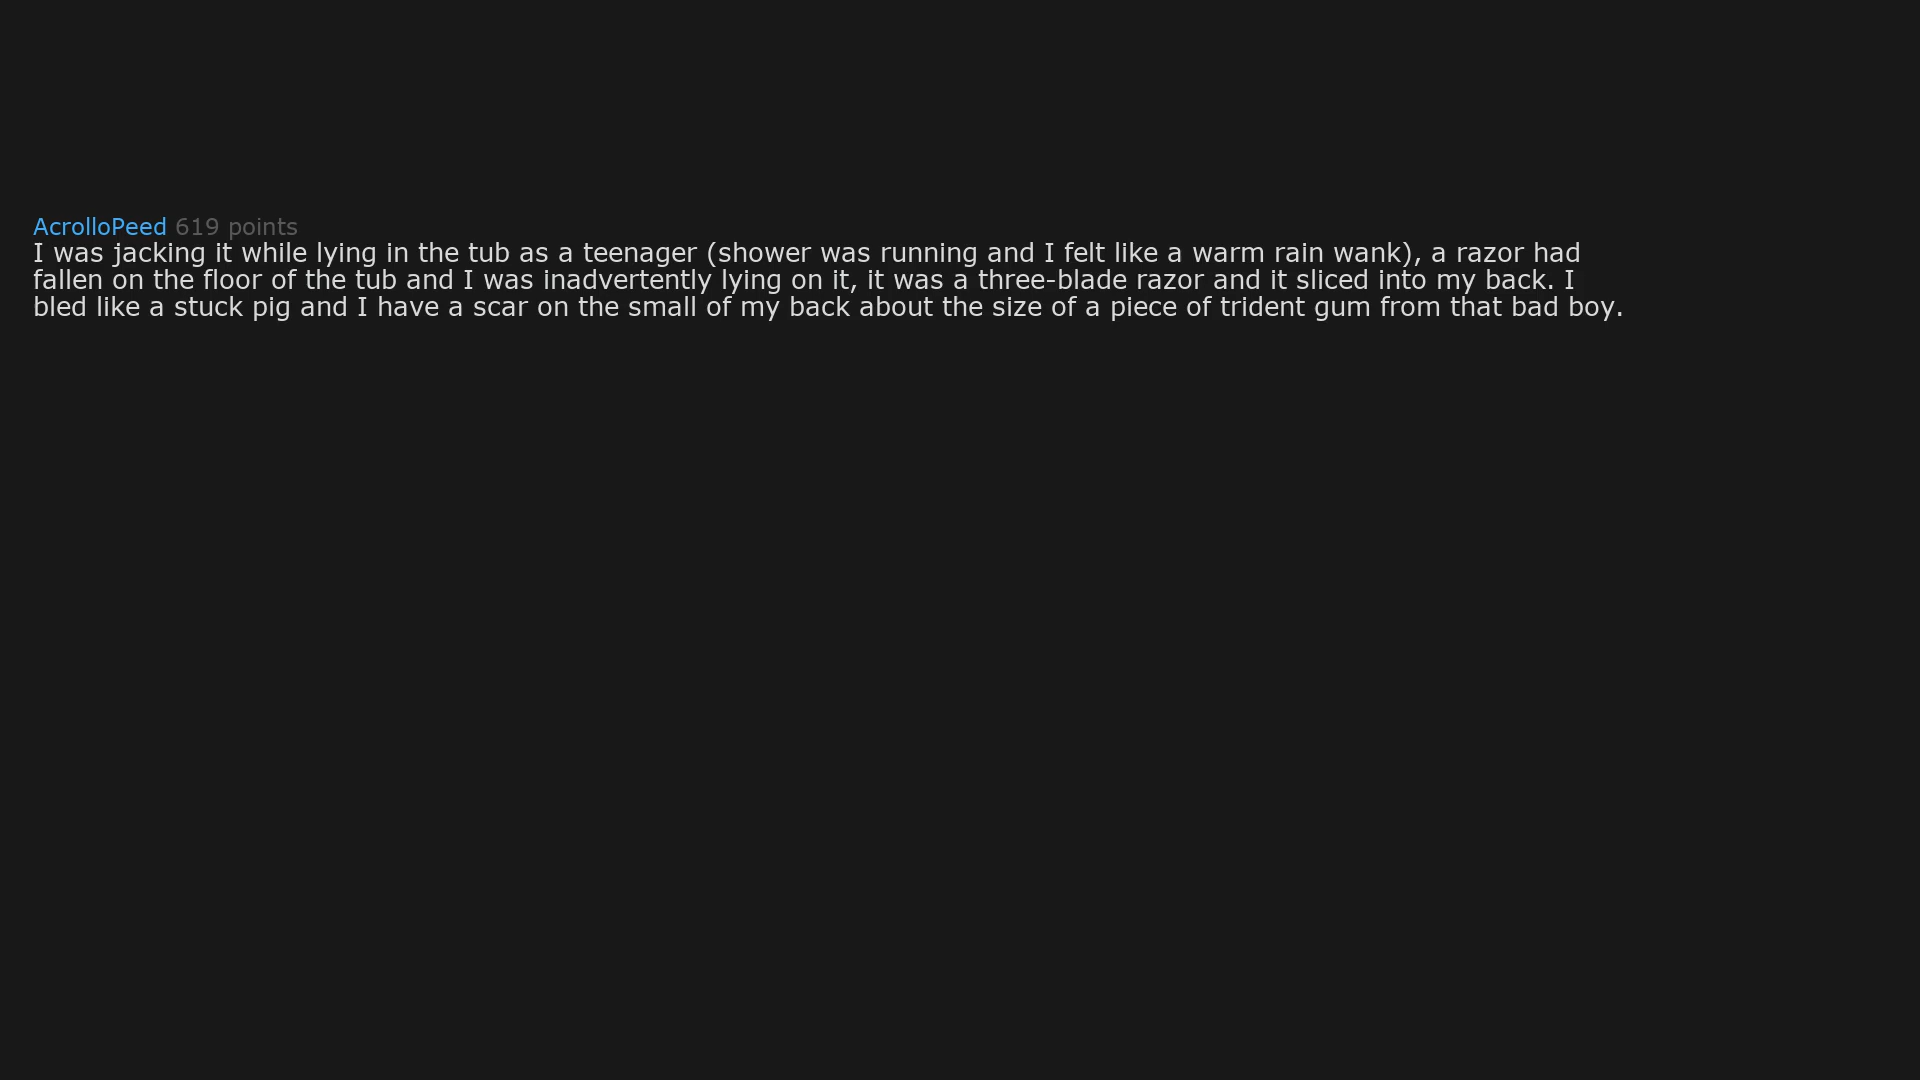 AcrolloPeed 619 points
I was jacking it while lying in the tub as a teenager (shower was running and I felt like a warm rain wank), a razor had
fallen on the floor of the tub and I was inadvertently lying on it, it was a three-blade razor and it sliced into my back. I
bled like a stuck pig and I have a scar on the small of my back about the size of a piece of trident gum from that bad boy.